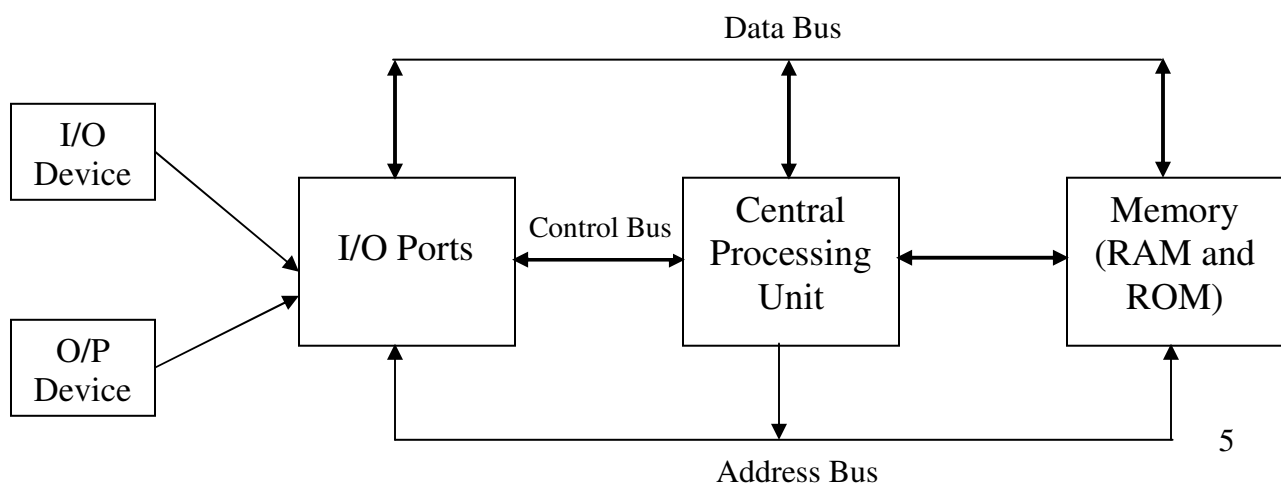 Data Bus
I/O
Device
I/O Ports
Control Bus
Central
Processing
Unit
Memory
(RAM and
ROM)
O/P
Device
5
Address Bus